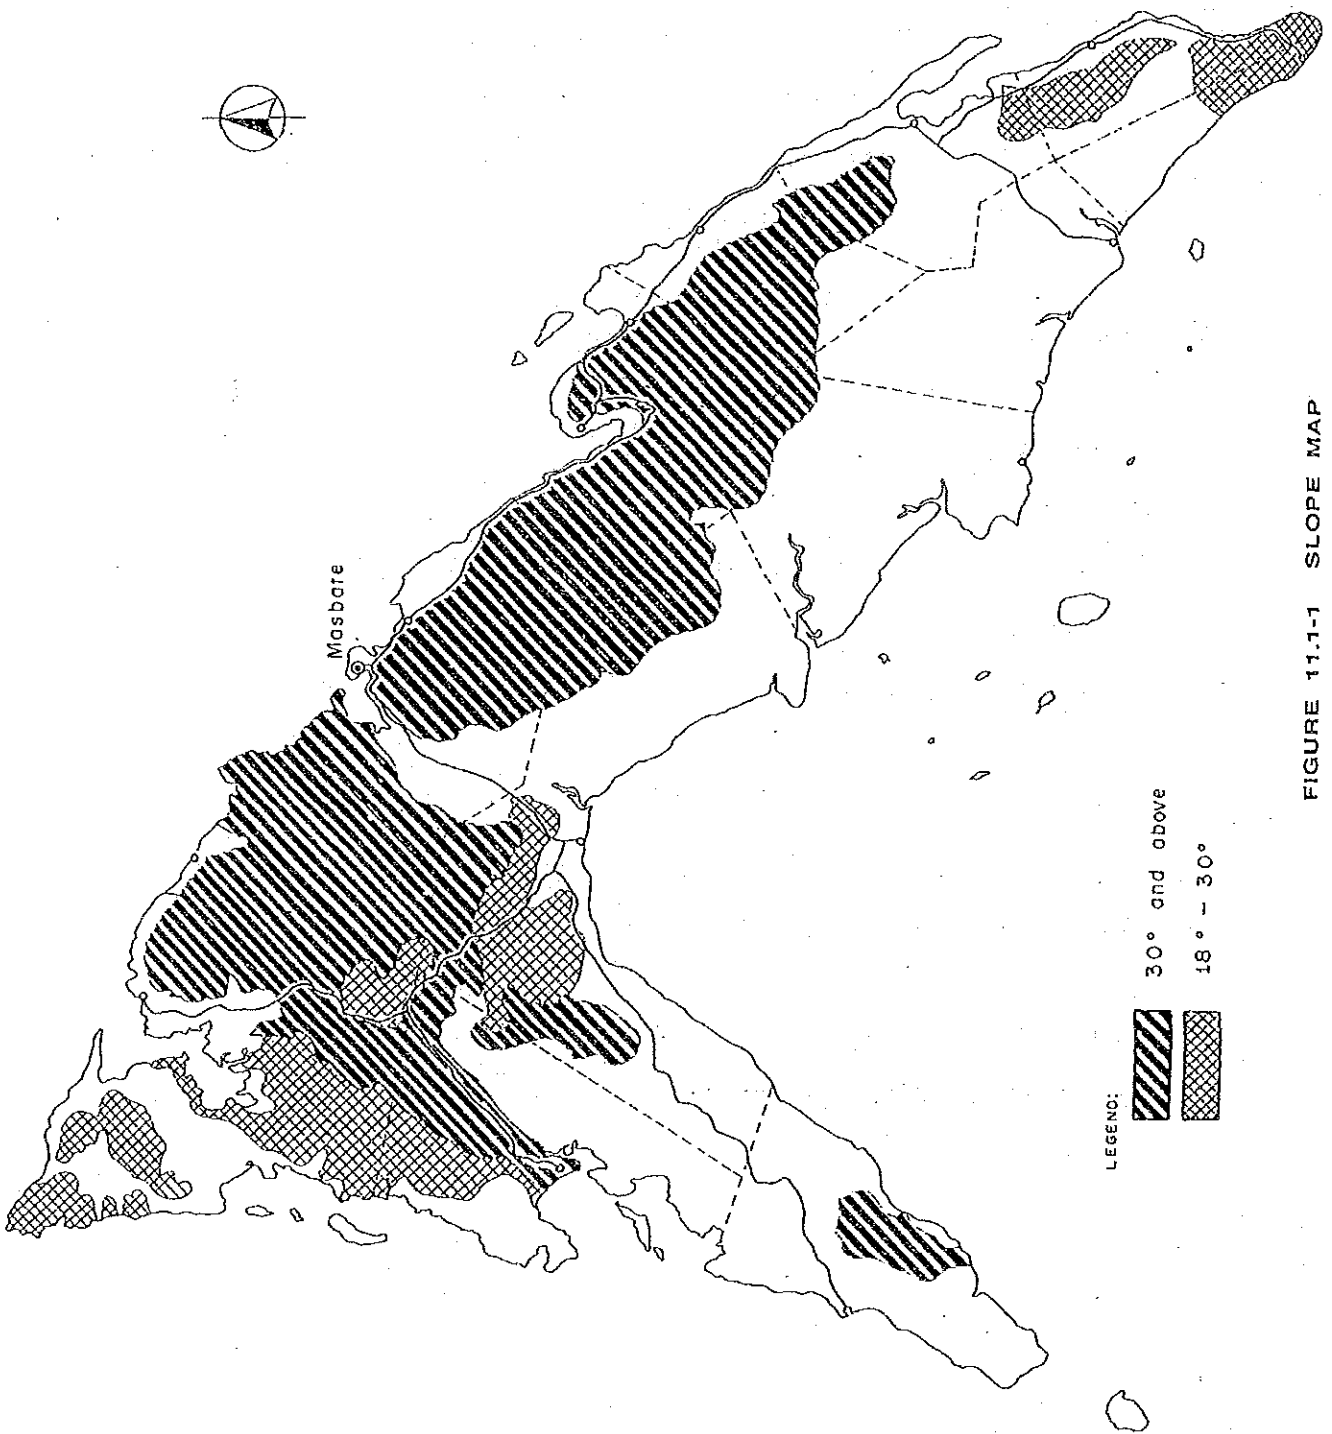 Masbate
LEGEND:
30° and above
18° – 30°
FIGURE 11.1-1 SLOPE MAP